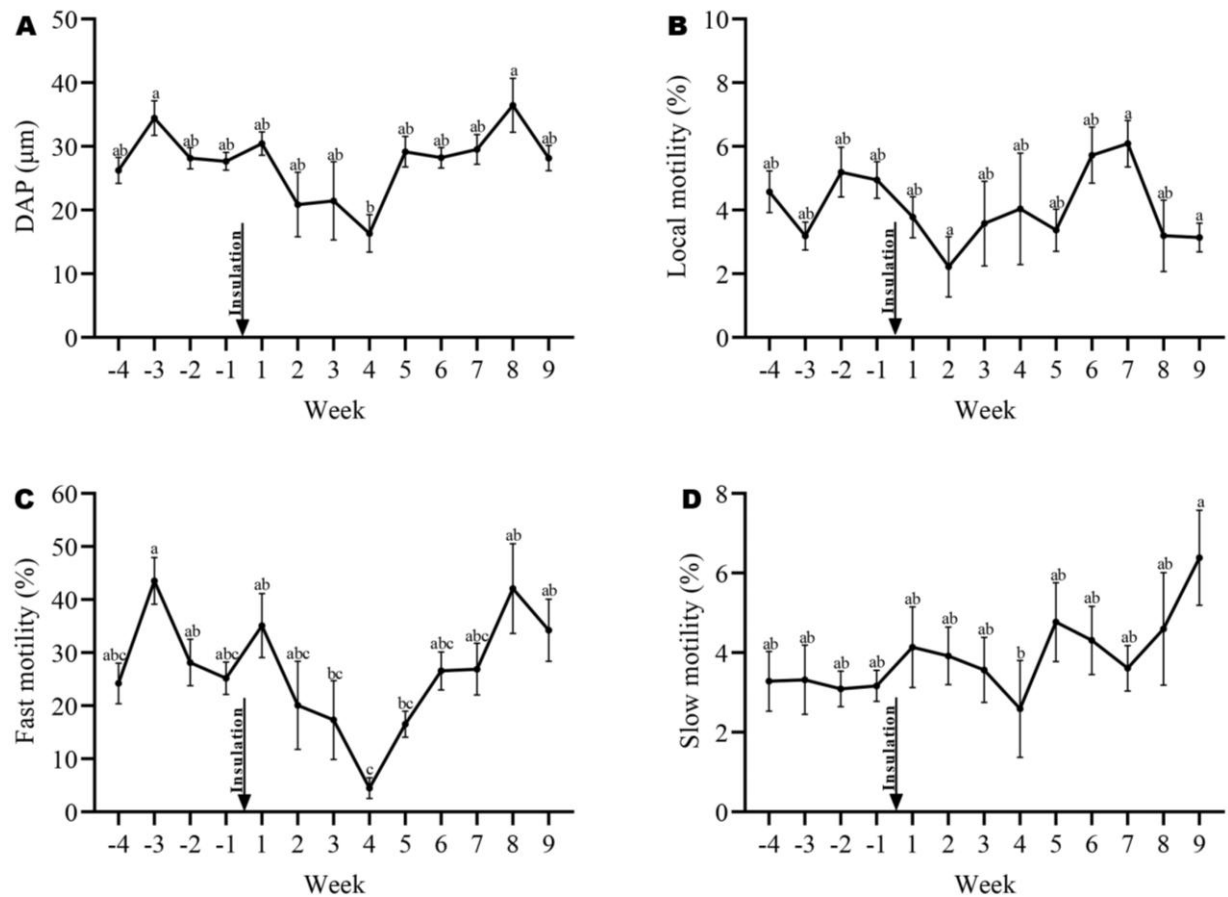 A
50
40
30
20
10
0
DAP (μm)
ab a ab ab ab ab ab b ab ab ab a ab
Insulation
-4 -3 -2 -1 1 2 3 4 5 6 7 8 9
Week
B
10
8
6
4
2
0
Local motility (%)
ab ab ab ab ab a ab ab ab ab a ab a
Insulation
-4 -3 -2 -1 1 2 3 4 5 6 7 8 9
Week
C
60
50
40
30
20
10
0
Fast motility (%)
abc a ab abc ab abc bc c bc abc abc ab ab
Insulation
-4 -3 -2 -1 1 2 3 4 5 6 7 8 9
Week
D
8
6
4
2
0
Slow motility (%)
ab ab ab ab ab ab ab b ab ab ab ab a
Insulation
-4 -3 -2 -1 1 2 3 4 5 6 7 8 9
Week